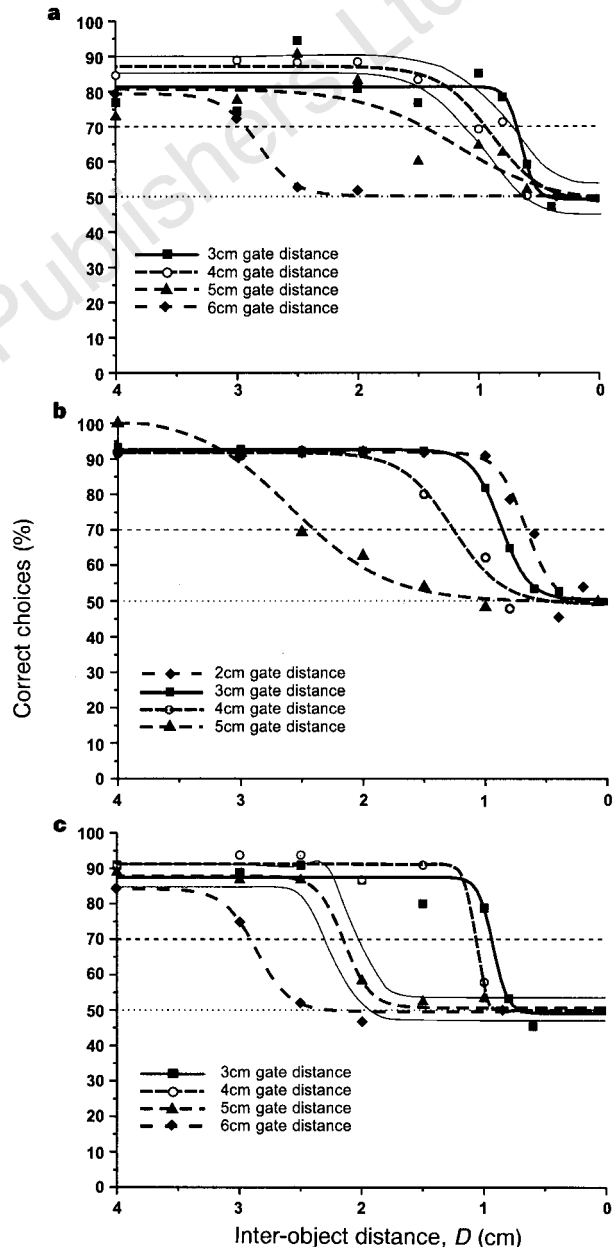 Publishers Ltd
a
100
90
80
70
60
50
40
30
20
10
0
3cm gate distance
4cm gate distance
5cm gate distance
6cm gate distance
4
3
2
1
0
b
100
90
80
70
60
50
40
30
20
10
0
2cm gate distance
3cm gate distance
4cm gate distance
5cm gate distance
4
3
2
1
0
Correct choices (%)
c
100
90
80
70
60
50
40
30
20
10
0
3cm gate distance
4cm gate distance
5cm gate distance
6cm gate distance
4
3
2
1
0
Inter-object distance, D (cm)